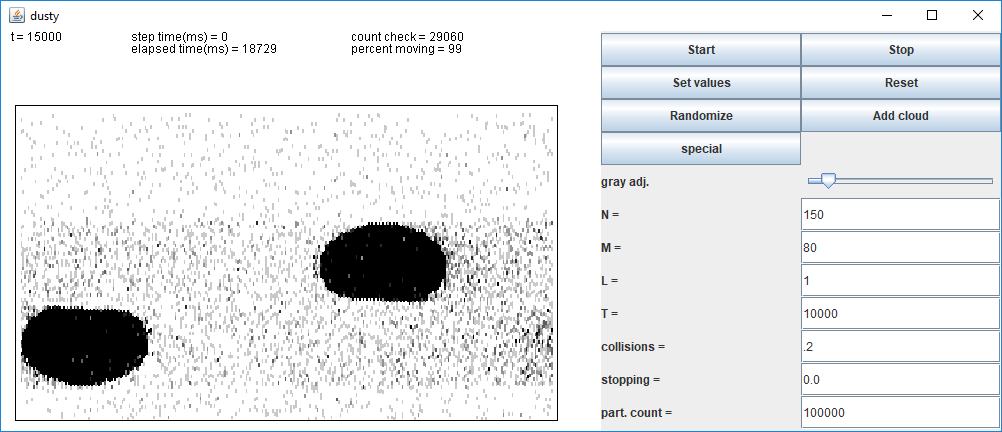 dusty
t = 15000 step time(ms) = 0 count check = 29060
elapsed time(ms) = 18729 percent moving = 99
Start Stop
Set values Reset
Randomize Add cloud
special
gray adj.
N = 150
M = 80
L = 1
T = 10000
collisions = .2
stopping = 0.0
part. count = 100000